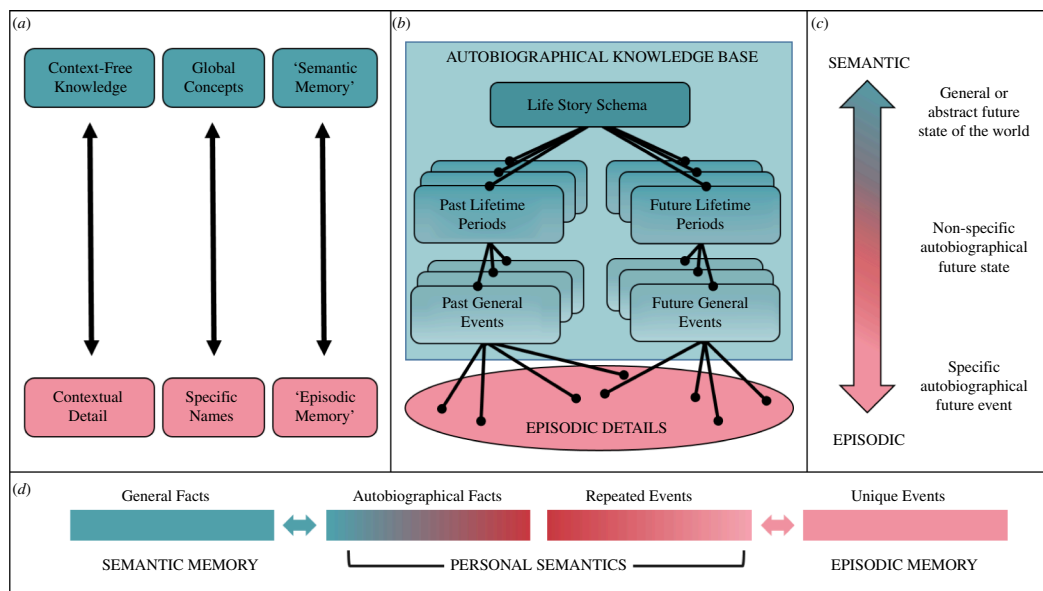 (a)
Context-Free
Knowledge
Global
Concepts
‘Semantic
Memory’
Contextual
Detail
Specific
Names
‘Episodic
Memory’
(b)
AUTOBIOGRAPHICAL KNOWLEDGE BASE
Life Story Schema
Past Lifetime
Periods
Future Lifetime
Periods
Past General
Events
Future General
Events
EPISODIC DETAILS
(c)
SEMANTIC
General or
abstract future
state of the world
Non-specific
autobiographical
future state
Specific
autobiographical
future event
EPISODIC
(d)
General Facts
Autobiographical Facts
Repeated Events
Unique Events
SEMANTIC MEMORY
PERSONAL SEMANTICS
EPISODIC MEMORY